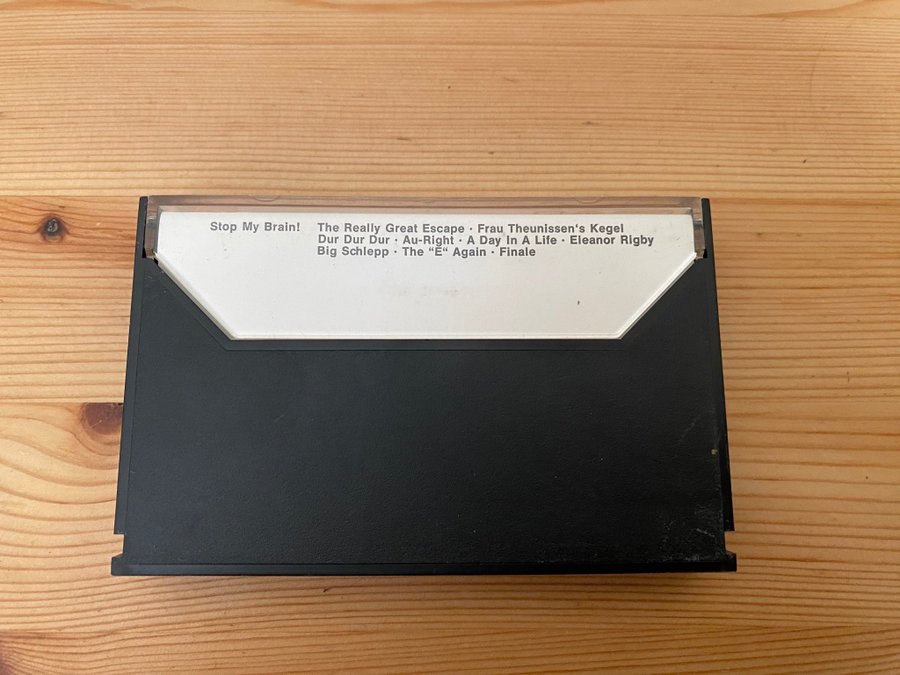 Stop My Brain! The Really Great Escape · Frau Theunissen's Kegel
Dur Dur Dur · Au-Right · A Day In A Life · Eleanor Rigby
Big Schlepp · The "E" Again · Finale